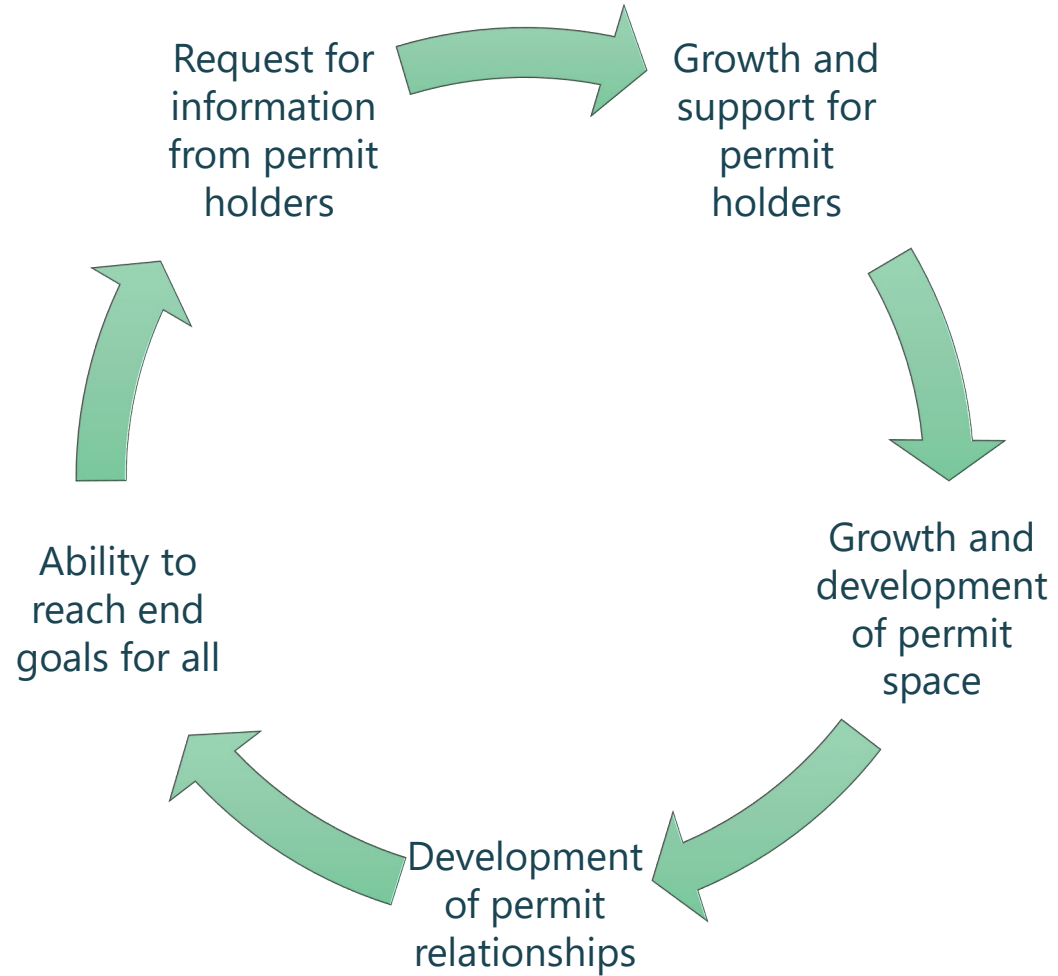 Request for
information
from permit
holders
Growth and
support for
permit
holders
Growth and
development
of permit
space
Development
of permit
relationships
Ability to
reach end
goals for all